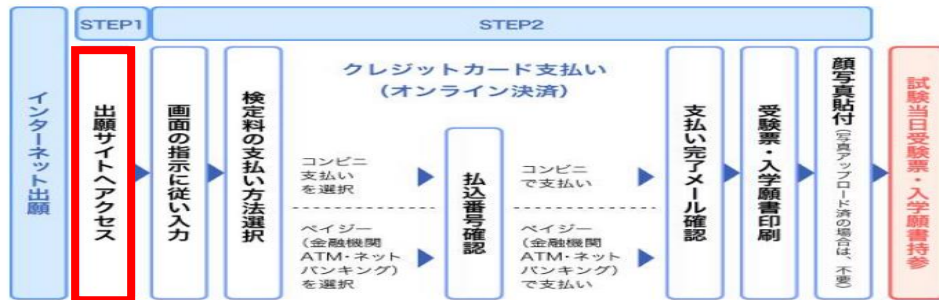 STEP1
STEP2
インターネット出願
出願サイトへアクセス
画面の指示に従い入力
検定料の支払い方法選択
クレジットカード支払い
(オンライン決済)
コンビニ
支払い
を選択
ペイジー
(金融機関
ATM・ネット
バンキング)
を選択
払込番号確認
コンビニ
で支払い
ペイジー
(金融機関
ATM・ネット
バンキング)
で支払い
支払い完了メール確認
受験票・入学願書印刷
顔写真貼付(写真アップロード済の場合は、不要)
試験当日受験票・入学願書持参